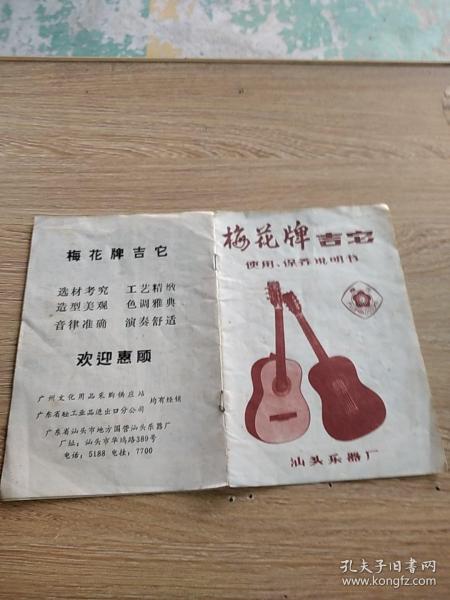 梅花牌吉它
选材考究 工艺精致
造型美观 色调雅典
音律准确 演奏舒适
欢迎惠顾
广州文化用品采购供应站
广东省轻工业品进出口分公司
均有经销
广东省汕头市地方国营汕头乐器厂
厂址：汕头市华坞路389号
电话：5188 电挂：7700
梅花牌吉它
使用、保养说明书
汕头乐器厂
孔夫子旧书网
www.kongfz.com